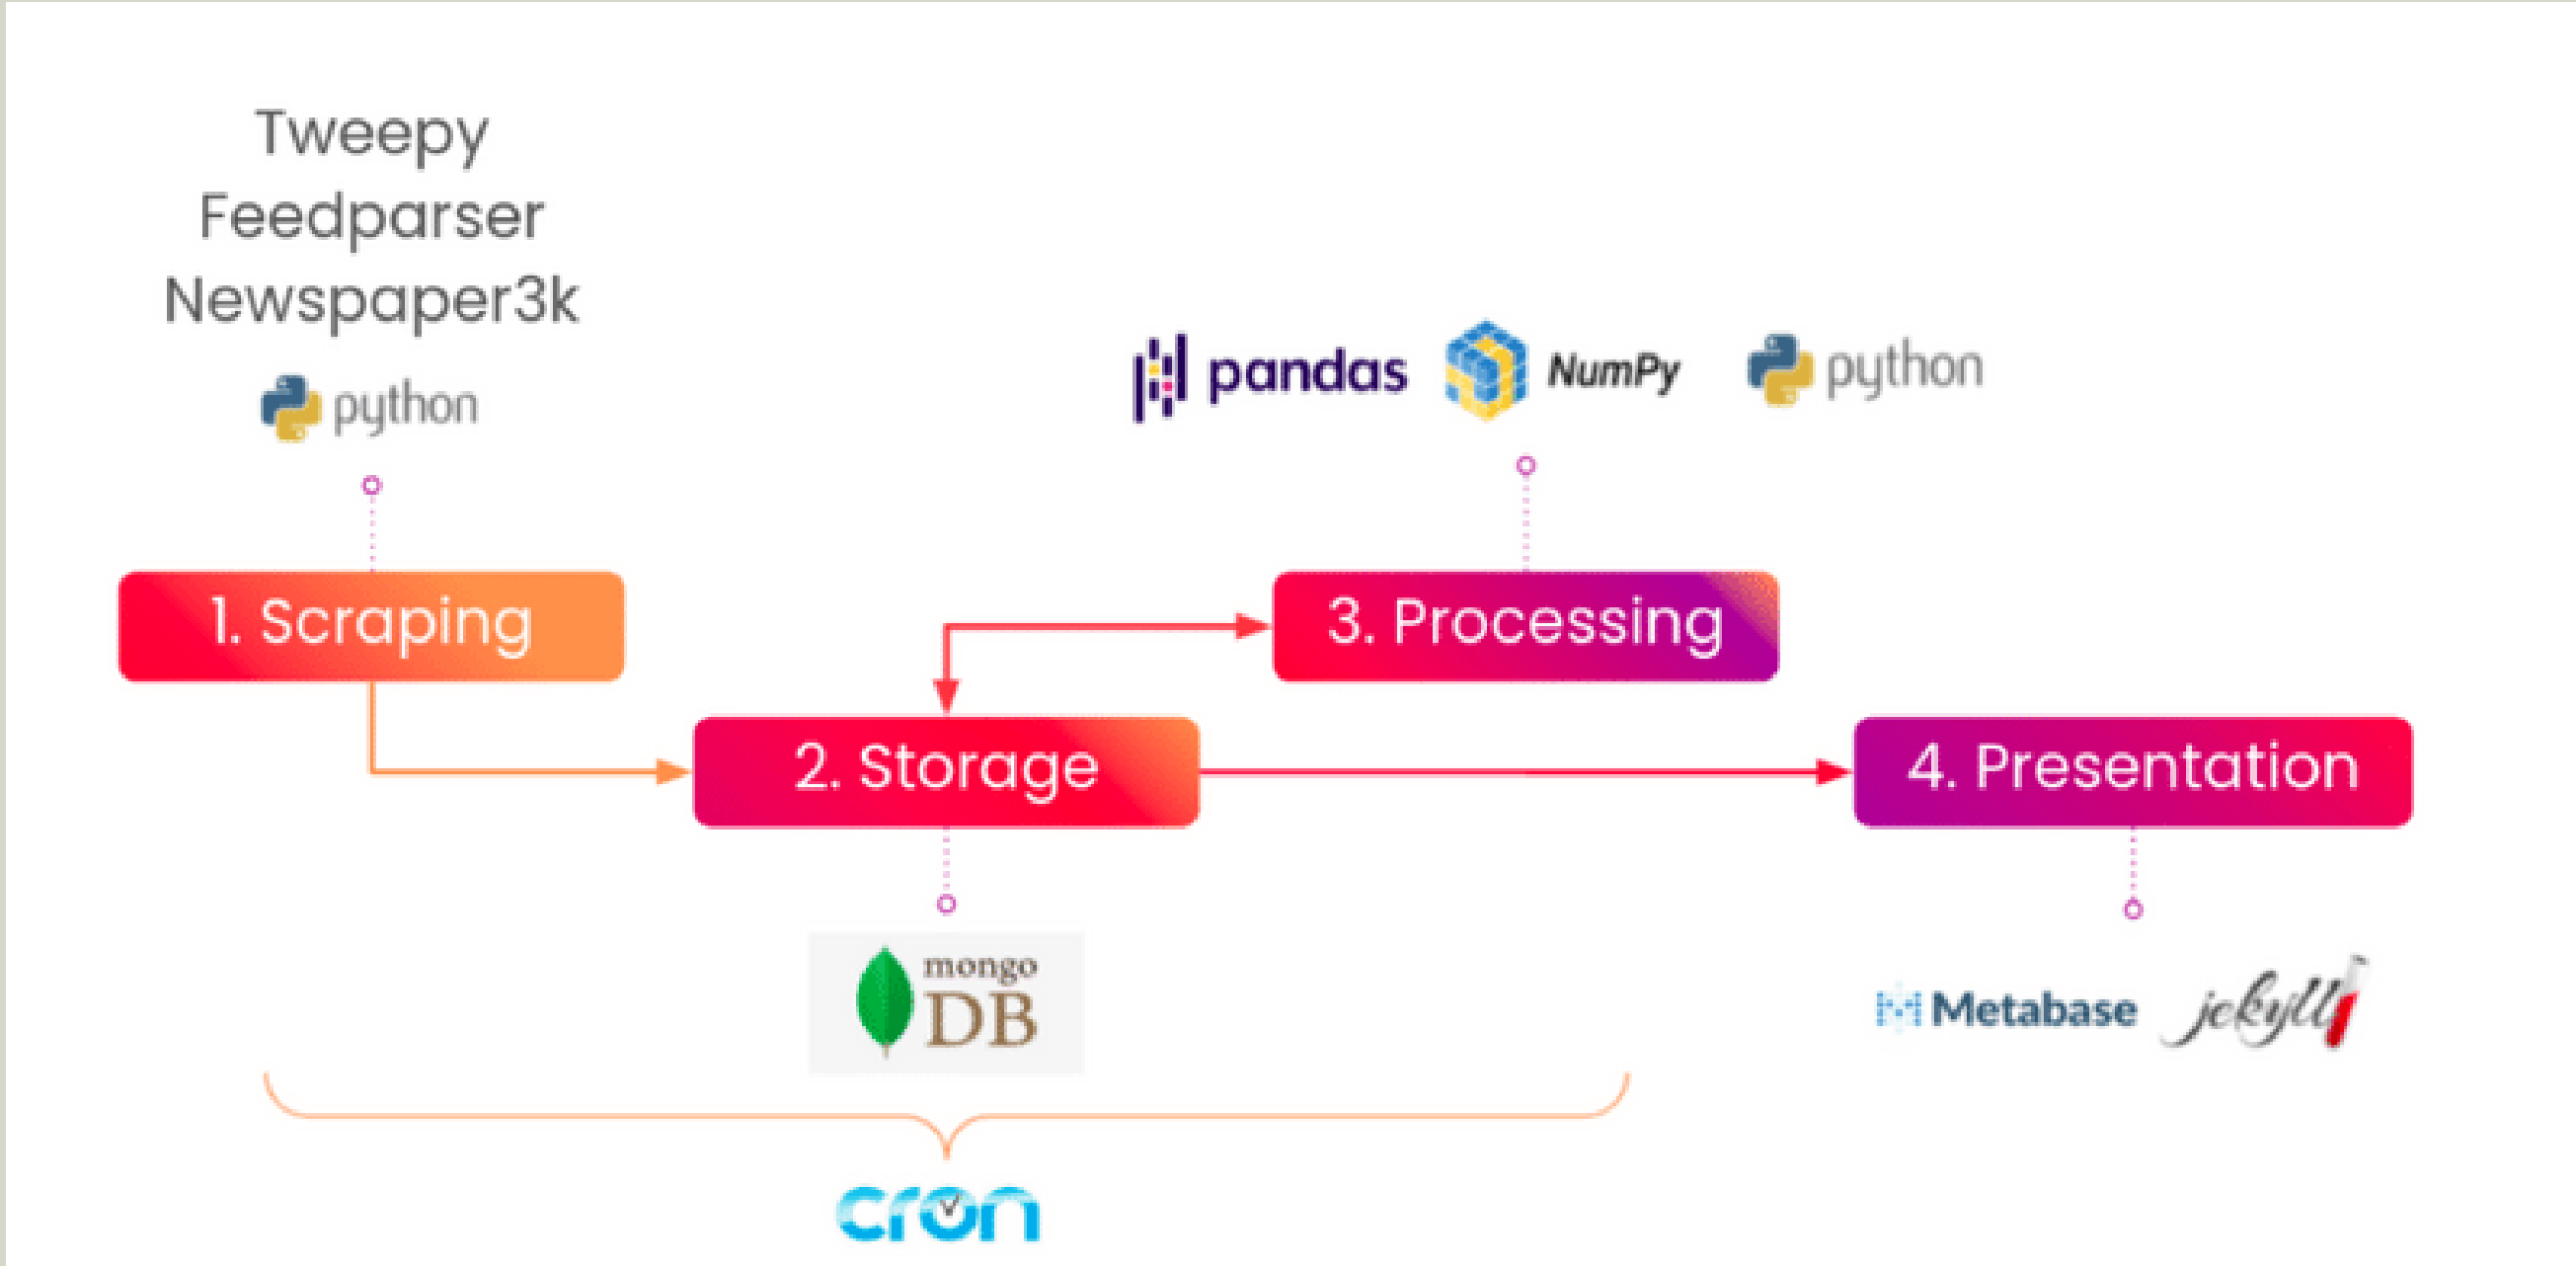 Tweepy
Feedparser
Newspaper3k
python
pandas NumPy python
1. Scraping
3. Processing
2. Storage
4. Presentation
mongo
DB
Metabase jekyll
cron